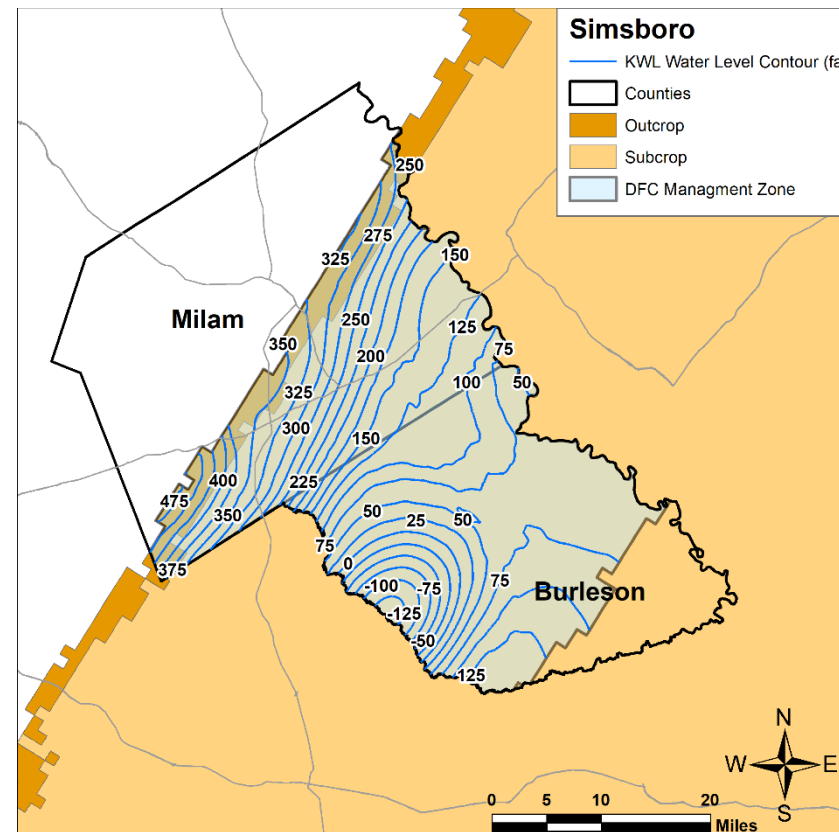 Simsboro
KWL Water Level Contour (fa
Counties
Outcrop
Subcrop
DFC Managment Zone
250
275
150
325
Milam
250
125
350
200
75
100
50
325
300
150
400
225
475
350
50
25
50
75
0
375
-100
-75
75
Burleson
-125
-50
125
N
W
E
S
0 5 10 20
Miles